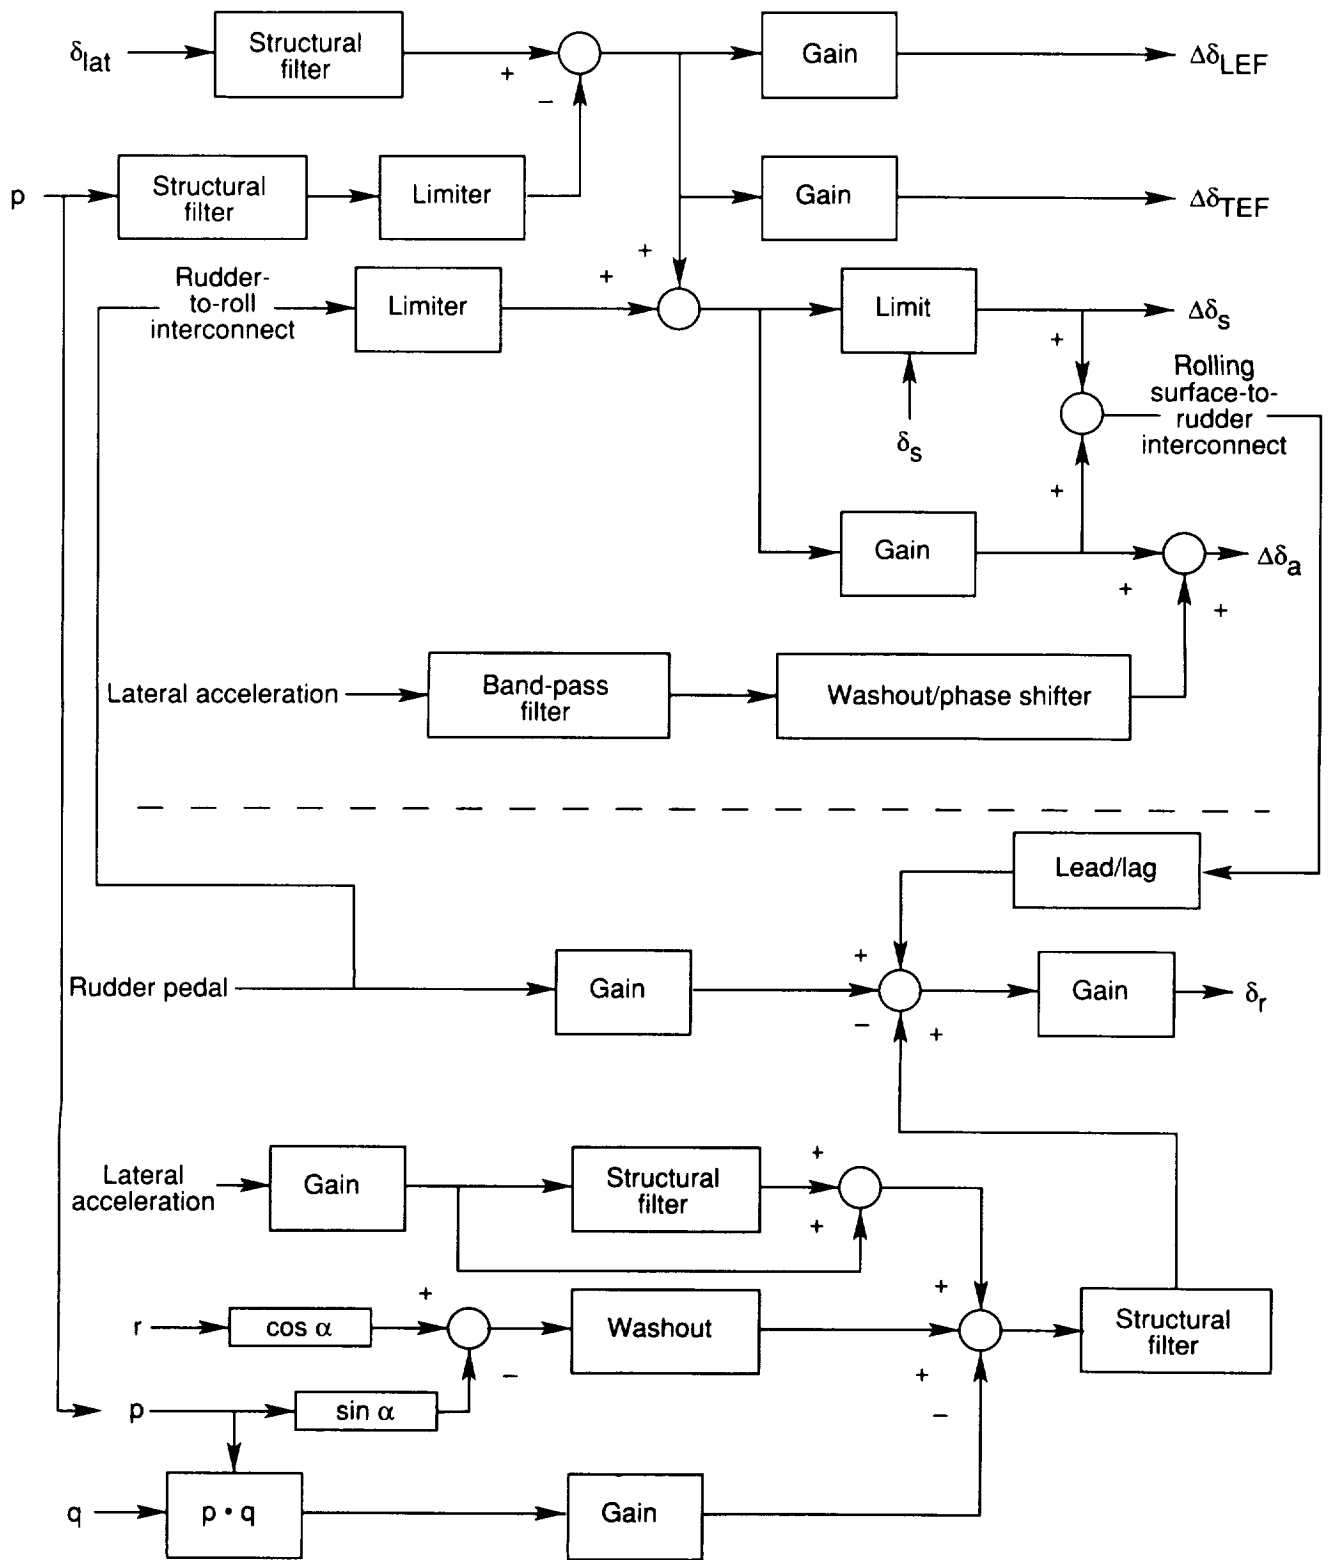 δlat
Structural
filter
+
−
Gain
ΔδLEF
p
Structural
filter
Limiter
Gain
ΔδTEF
+
Rudder-
to-roll
interconnect
Limiter
+
Limit
Δδs
+
δs
Rolling
surface-to-
rudder
interconnect
+
Gain
+
+
Δδa
Lateral acceleration
Band-pass
filter
Washout/phase shifter
Lead/lag
Rudder pedal
Gain
+
−
+
Gain
δr
Lateral
acceleration
Gain
Structural
filter
+
+
r
cos α
+
−
Washout
+
+
−
Structural
filter
p
sin α
q
p • q
Gain